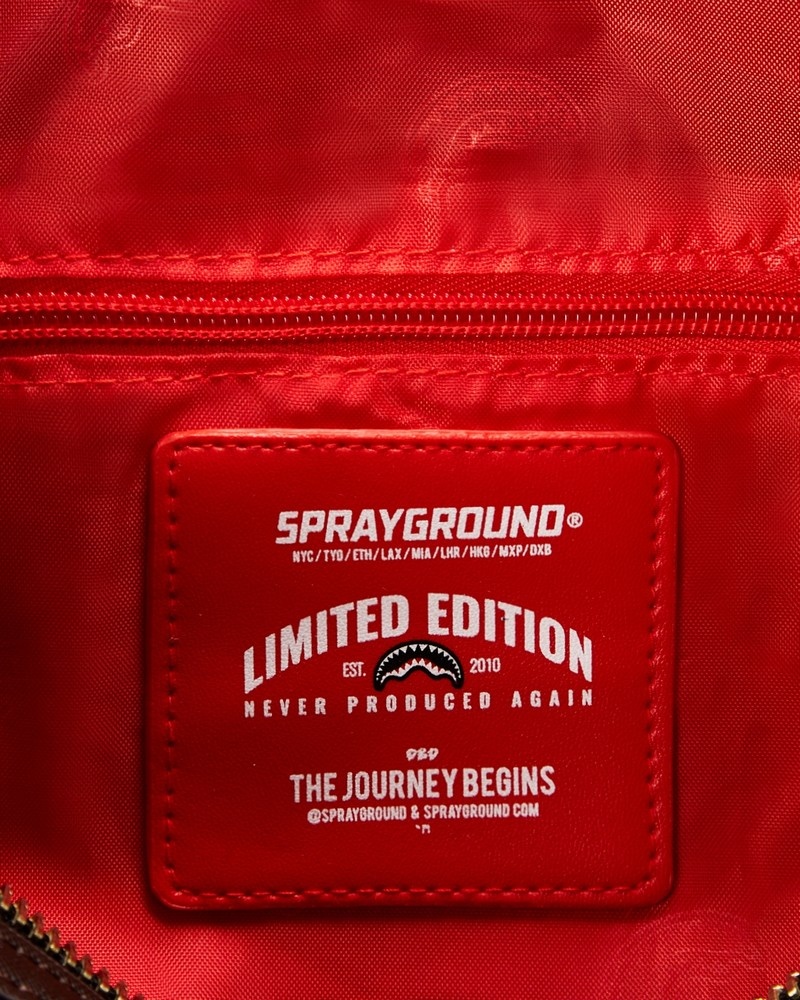 SPRAYGROUND®
NYC/TYO/ETH/LAX/MIA/LHR/HKG/MXP/DXB
LIMITED EDITION
EST. 2010
NEVER PRODUCED AGAIN
DBD
THE JOURNEY BEGINS
@SPRAYGROUND & SPRAYGROUND.COM